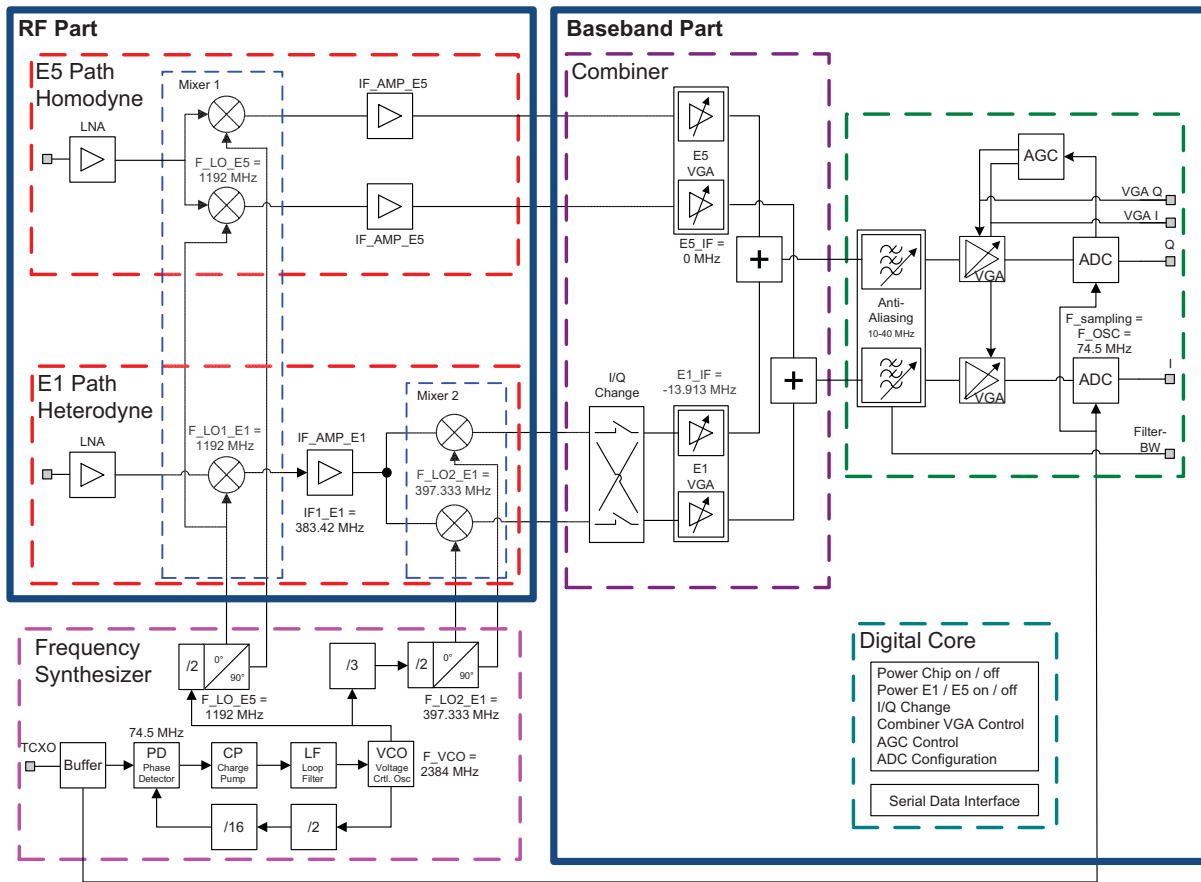 RF Part
E5 Path
Homodyne
LNA
Mixer 1
F_LO_E5 =
1192 MHz
IF_AMP_E5
IF_AMP_E5
E1 Path
Heterodyne
LNA
F_LO1_E1 =
1192 MHz
IF_AMP_E1
IF1_E1 =
383.42 MHz
Mixer 2
F_LO2_E1 =
397.333 MHz
Baseband Part
Combiner
E5
VGA
E5_IF =
0 MHz
+
+
I/Q
Change
E1_IF =
-13.913 MHz
E1
VGA
Anti-
Aliasing
10-40 MHz
AGC
VGA
VGA
ADC
F_sampling =
F_OSC =
74.5 MHz
ADC
VGA Q
VGA I
Q
I
Filter-
BW
Frequency
Synthesizer
/2
0°
90°
F_LO_E5 =
1192 MHz
/3
/2
0°
90°
F_LO2_E1 =
397.333 MHz
TCXO
Buffer
74.5 MHz
PD
Phase
Detector
CP
Charge
Pump
LF
Loop
Filter
VCO
Voltage
Crtl. Osc
F_VCO =
2384 MHz
/16
/2
Digital Core
Power Chip on / off
Power E1 / E5 on / off
I/Q Change
Combiner VGA Control
AGC Control
ADC Configuration
Serial Data Interface